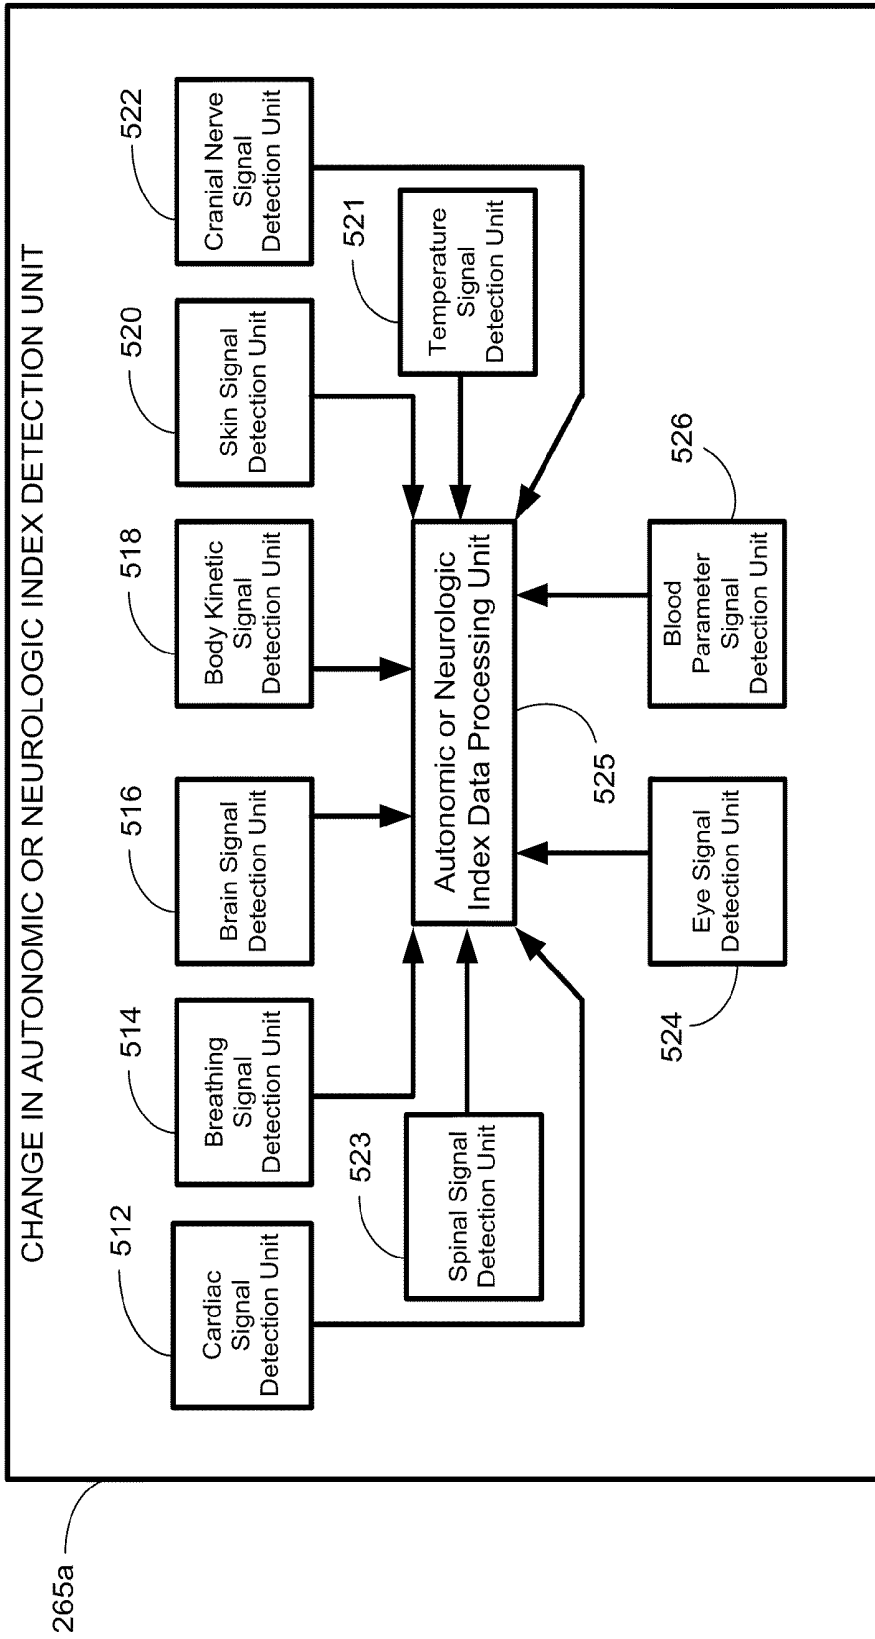 265a
CHANGE IN AUTONOMIC OR NEUROLOGIC INDEX DETECTION UNIT
512
514
516
518
520
522
Cardiac
Signal
Detection Unit
Breathing
Signal
Detection Unit
Brain Signal
Detection Unit
Body Kinetic
Signal
Detection Unit
Skin Signal
Detection Unit
Cranial Nerve
Signal
Detection Unit
523
521
Spinal Signal
Detection Unit
Autonomic or Neurologic
Index Data Processing Unit
Temperature
Signal
Detection Unit
525
524
526
Eye Signal
Detection Unit
Blood
Parameter
Signal
Detection Unit